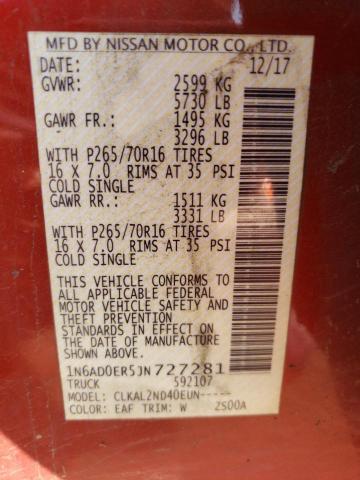 MFD BY NISSAN MOTOR CO., LTD.
DATE: 12/17
GVWR: 2599 KG
5730 LB
GAWR FR.: 1495 KG
3296 LB
WITH P265/70R16 TIRES
16 X 7.0 RIMS AT 35 PSI
COLD SINGLE
GAWR RR.: 1511 KG
3331 LB
WITH P265/70R16 TIRES
16 X 7.0 RIMS AT 35 PSI
COLD SINGLE
THIS VEHICLE CONFORMS TO
ALL APPLICABLE FEDERAL
MOTOR VEHICLE SAFETY AND
THEFT PREVENTION
STANDARDS IN EFFECT ON
THE DATE OF MANUFACTURE
SHOWN ABOVE.
1N6AD0ER5JN727281
TRUCK 592107
MODEL: CLKAL2ND40EUN-----
COLOR: EAF TRIM: W ZS00A